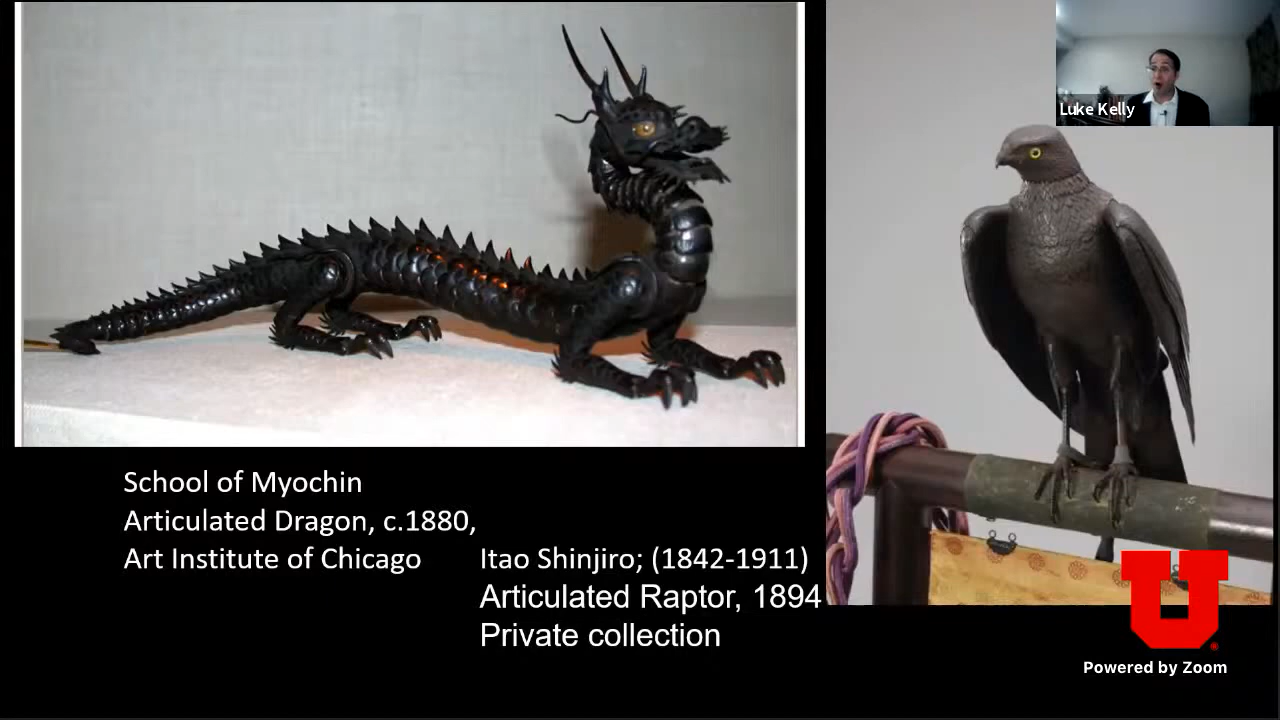 Luke Kelly
School of Myochin
Articulated Dragon, c.1880,
Art Institute of Chicago
Itao Shinjiro; (1842-1911)
Articulated Raptor, 1894
Private collection
U
Powered by Zoom